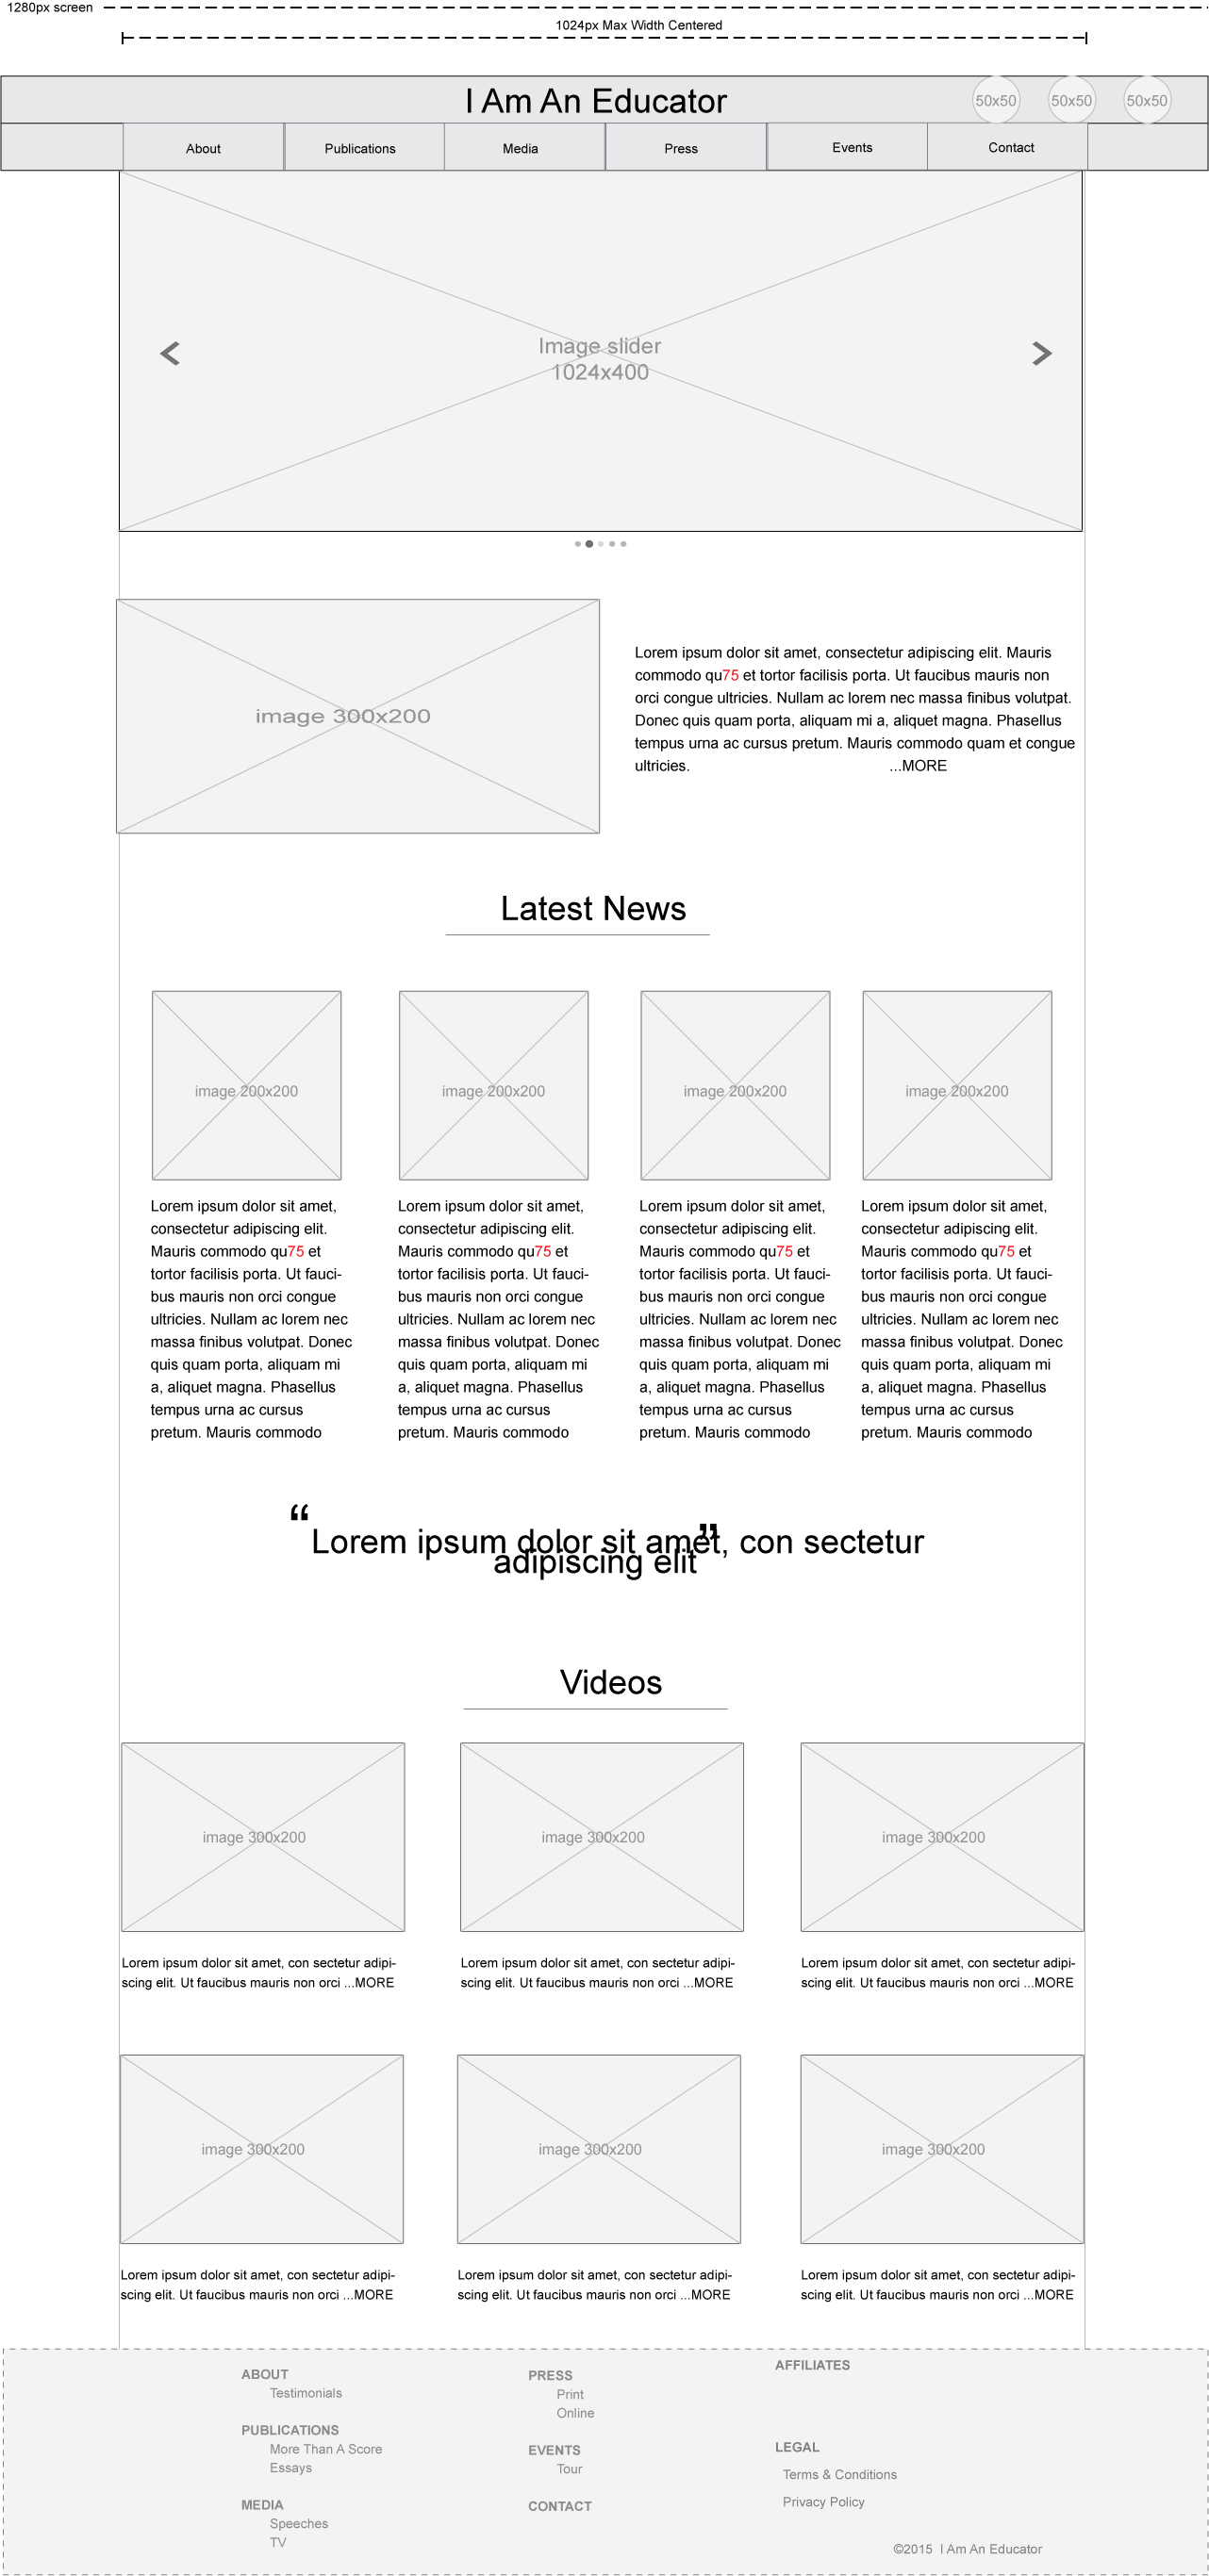 1280px screen
1024px Max Width Centered
I Am An Educator
50x50 50x50 50x50
About Publications Media Press Events Contact
Image slider
1024x400
image 300x200
Lorem ipsum dolor sit amet, consectetur adipiscing elit. Mauris
commodo qu75 et tortor facilisis porta. Ut faucibus mauris non
orci congue ultricies. Nullam ac lorem nec massa finibus volutpat.
Donec quis quam porta, aliquam mi a, aliquet magna. Phasellus
tempus urna ac cursus pretum. Mauris commodo quam et congue
ultricies. ...MORE
Latest News
image 200x200
Lorem ipsum dolor sit amet,
consectetur adipiscing elit.
Mauris commodo qu75 et
tortor facilisis porta. Ut fauci-
bus mauris non orci congue
ultricies. Nullam ac lorem nec
massa finibus volutpat. Donec
quis quam porta, aliquam mi
a, aliquet magna. Phasellus
tempus urna ac cursus
pretum. Mauris commodo
image 200x200
Lorem ipsum dolor sit amet,
consectetur adipiscing elit.
Mauris commodo qu75 et
tortor facilisis porta. Ut fauci-
bus mauris non orci congue
ultricies. Nullam ac lorem nec
massa finibus volutpat. Donec
quis quam porta, aliquam mi
a, aliquet magna. Phasellus
tempus urna ac cursus
pretum. Mauris commodo
image 200x200
Lorem ipsum dolor sit amet,
consectetur adipiscing elit.
Mauris commodo qu75 et
tortor facilisis porta. Ut fauci-
bus mauris non orci congue
ultricies. Nullam ac lorem nec
massa finibus volutpat. Donec
quis quam porta, aliquam mi
a, aliquet magna. Phasellus
tempus urna ac cursus
pretum. Mauris commodo
image 200x200
Lorem ipsum dolor sit amet,
consectetur adipiscing elit.
Mauris commodo qu75 et
tortor facilisis porta. Ut fauci-
bus mauris non orci congue
ultricies. Nullam ac lorem nec
massa finibus volutpat. Donec
quis quam porta, aliquam mi
a, aliquet magna. Phasellus
tempus urna ac cursus
pretum. Mauris commodo
“Lorem ipsum dolor sit amet, con sectetur
adipiscing elit”
Videos
image 300x200
Lorem ipsum dolor sit amet, con sectetur adipi-
scing elit. Ut faucibus mauris non orci ...MORE
image 300x200
Lorem ipsum dolor sit amet, con sectetur adipi-
scing elit. Ut faucibus mauris non orci ...MORE
image 300x200
Lorem ipsum dolor sit amet, con sectetur adipi-
scing elit. Ut faucibus mauris non orci ...MORE
image 300x200
Lorem ipsum dolor sit amet, con sectetur adipi-
scing elit. Ut faucibus mauris non orci ...MORE
image 300x200
Lorem ipsum dolor sit amet, con sectetur adipi-
scing elit. Ut faucibus mauris non orci ...MORE
image 300x200
Lorem ipsum dolor sit amet, con sectetur adipi-
scing elit. Ut faucibus mauris non orci ...MORE
ABOUT
Testimonials
PUBLICATIONS
More Than A Score
Essays
MEDIA
Speeches
TV
PRESS
Print
Online
EVENTS
Tour
CONTACT
AFFILIATES
LEGAL
Terms & Conditions
Privacy Policy
©2015 I Am An Educator